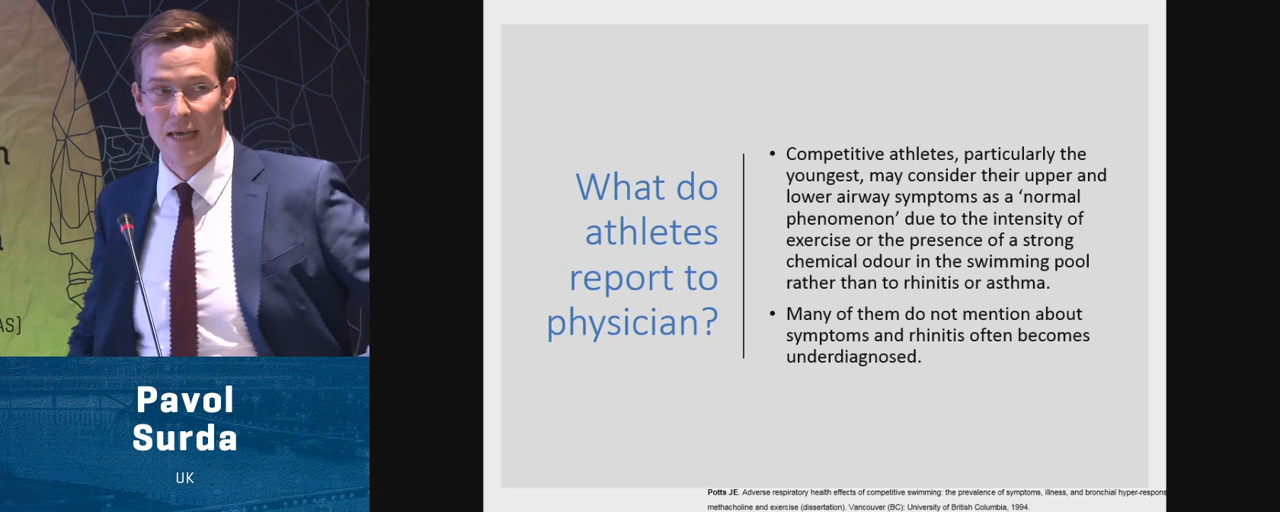 AS)
Pavol
Surda
UK
What do
athletes
report to
physician?
• Competitive athletes, particularly the
youngest, may consider their upper and
lower airway symptoms as a ‘normal
phenomenon’ due to the intensity of
exercise or the presence of a strong
chemical odour in the swimming pool
rather than to rhinitis or asthma.
• Many of them do not mention about
symptoms and rhinitis often becomes
underdiagnosed.
Potts JE. Adverse respiratory health effects of competitive swimming: the prevalence of symptoms, illness, and bronchial hyper-respons
methacholine and exercise (dissertation). Vancouver (BC): University of British Columbia, 1994.